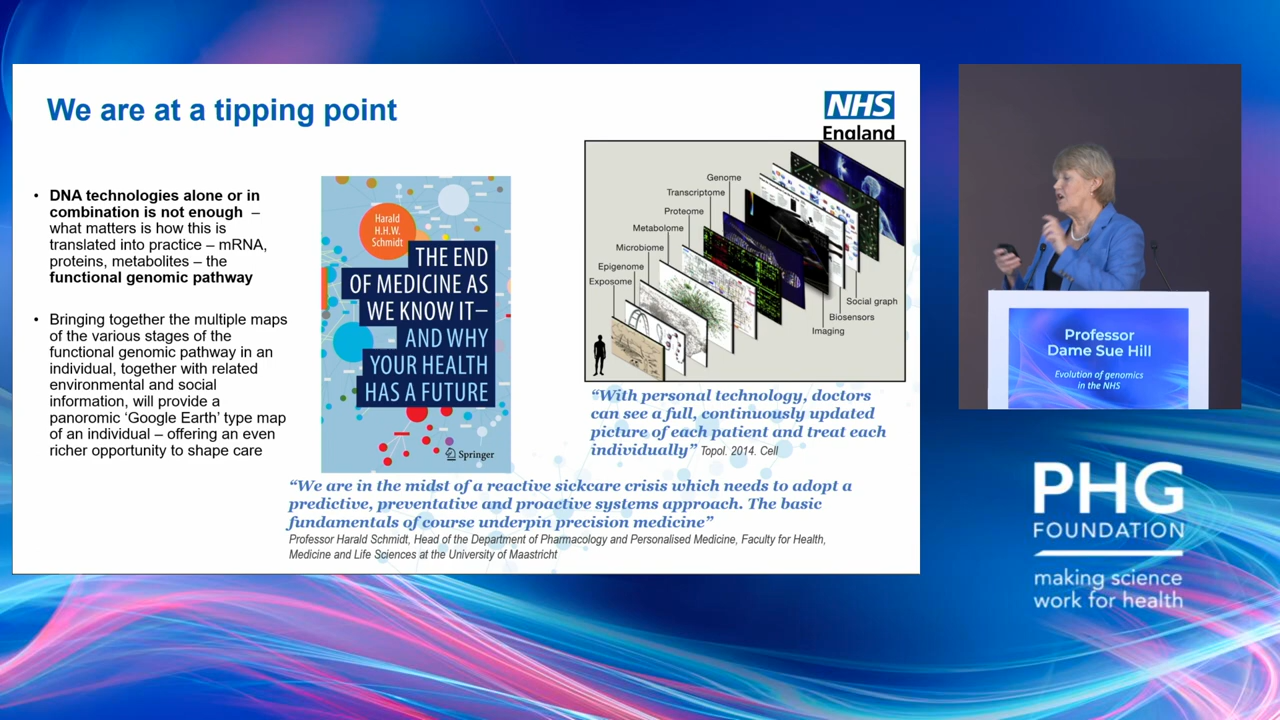 We are at a tipping point
NHS
England
• DNA technologies alone or in
combination is not enough –
what matters is how this is
translated into practice – mRNA,
proteins, metabolites – the
functional genomic pathway
• Bringing together the multiple maps
of the various stages of the
functional genomic pathway in an
individual, together with related
environmental and social
information, will provide a
panoromic ‘Google Earth’ type map
of an individual – offering an even
richer opportunity to shape care
Harald
H.H.W.
Schmidt
THE END
OF MEDICINE AS
WE KNOW IT–
AND WHY
YOUR HEALTH
HAS A FUTURE
Springer
Genome
Transcriptome
Proteome
Metabolome
Microbiome
Epigenome
Exposome
Social graph
Biosensors
Imaging
“With personal technology, doctors
can see a full, continuously updated
picture of each patient and treat each
individually” Topol. 2014. Cell
“We are in the midst of a reactive sickcare crisis which needs to adopt a
predictive, preventative and proactive systems approach. The basic
fundamentals of course underpin precision medicine”
Professor Harald Schmidt, Head of the Department of Pharmacology and Personalised Medicine, Faculty for Health,
Medicine and Life Sciences at the University of Maastricht
Professor
Dame Sue Hill
Evolution of genomics
in the NHS
PHG
FOUNDATION
making science
work for health